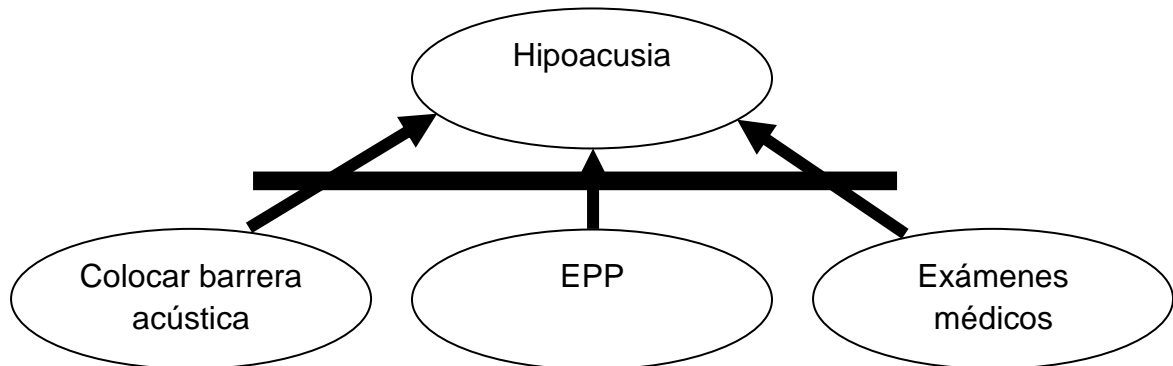 Hipoacusia
Colocar barrera
acústica
EPP
Exámenes
médicos